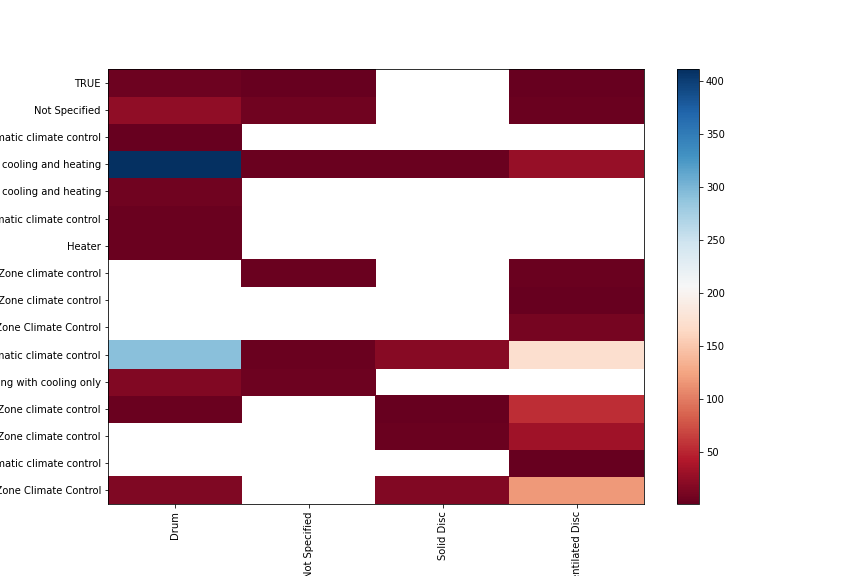 TRUE
Not Specified
matic climate control
cooling and heating
cooling and heating
matic climate control
Heater
Zone climate control
Zone climate control
Zone Climate Control
matic climate control
ng with cooling only
Zone climate control
Zone climate control
matic climate control
Zone Climate Control
Drum
Not Specified
Solid Disc
entilated Disc
400
350
300
250
200
150
100
50